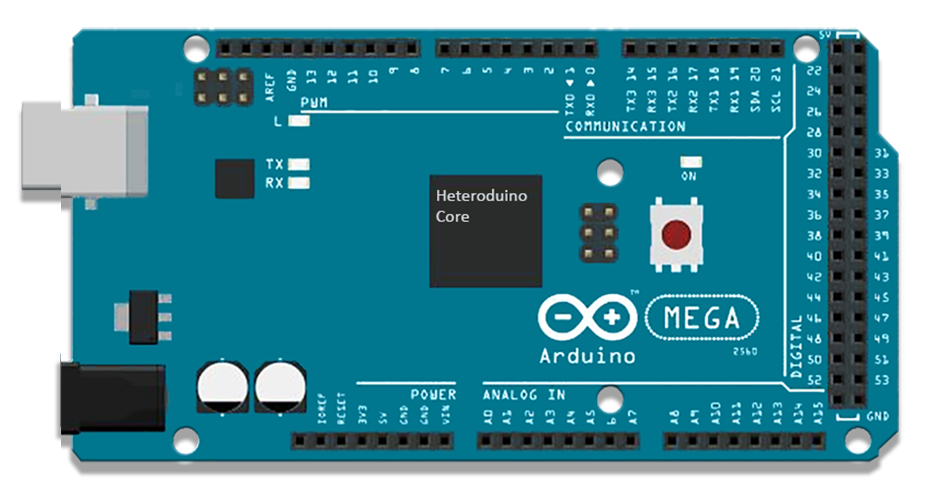 5V
AREF
GND
13
12
11
10
9
8
7
6
5
4
3
2
TX0 ◄ 1
RX0 ► 0
TX3 14
RX3 15
TX2 16
RX2 17
TX1 18
RX1 19
SDA 20
SCL 21
PWM
COMMUNICATION
L
TX
RX
ON
Heteroduino
Core
22
24
26
28
30 31
32 33
34 35
36 37
38 39
40 41
42 43
44 45
46 47
48 49
50 51
52 53
DIGITAL
GND
™
MEGA
Arduino
2560
POWER
ANALOG IN
IOREF
RESET
3V3
5V
GND
GND
VIN
A0
A1
A2
A3
A4
A5
6
A7
A8
A9
A10
A11
A12
A13
A14
A15